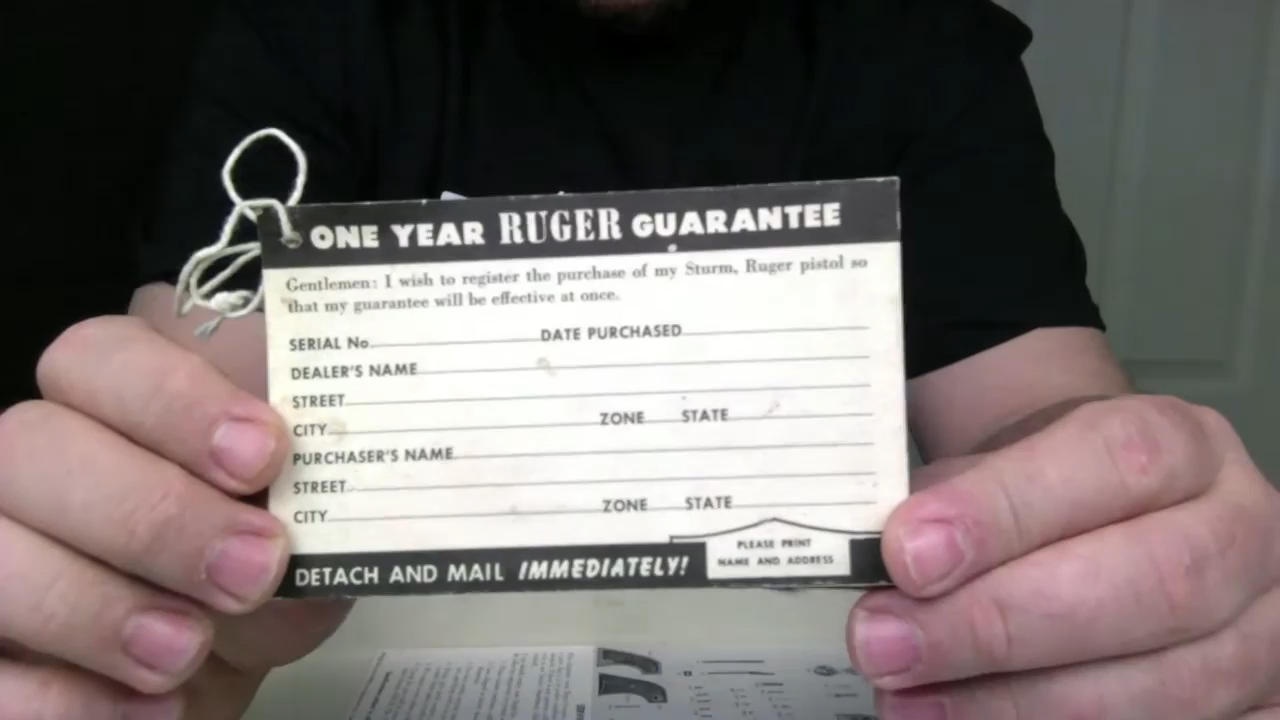 ONE YEAR RUGER GUARANTEE
Gentlemen: I wish to register the purchase of my Sturm, Ruger pistol so
that my guarantee will be effective at once.
SERIAL No. DATE PURCHASED
DEALER'S NAME
STREET
CITY ZONE STATE
PURCHASER'S NAME
STREET
CITY ZONE STATE
PLEASE PRINT
NAME AND ADDRESS
DETACH AND MAIL IMMEDIATELY!